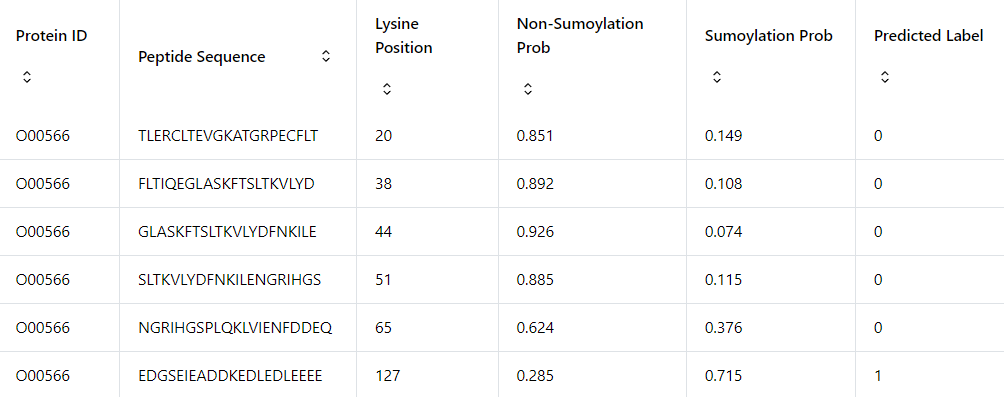 Protein ID Peptide Sequence Lysine Position Non-Sumoylation Prob Sumoylation Prob Predicted Label
O00566 TLERCLTEVGKATGRPECFLT 20 0.851 0.149 0
O00566 FLTIQEGLASKFTSLTKVLYD 38 0.892 0.108 0
O00566 GLASKFTSLTKVLYDFNKILE 44 0.926 0.074 0
O00566 SLTKVLYDFNKILENGRIHGS 51 0.885 0.115 0
O00566 NGRIHGSPLQKLVIENFDDEQ 65 0.624 0.376 0
O00566 EDGSEIEADDKEDLEDLEEEE 127 0.285 0.715 1